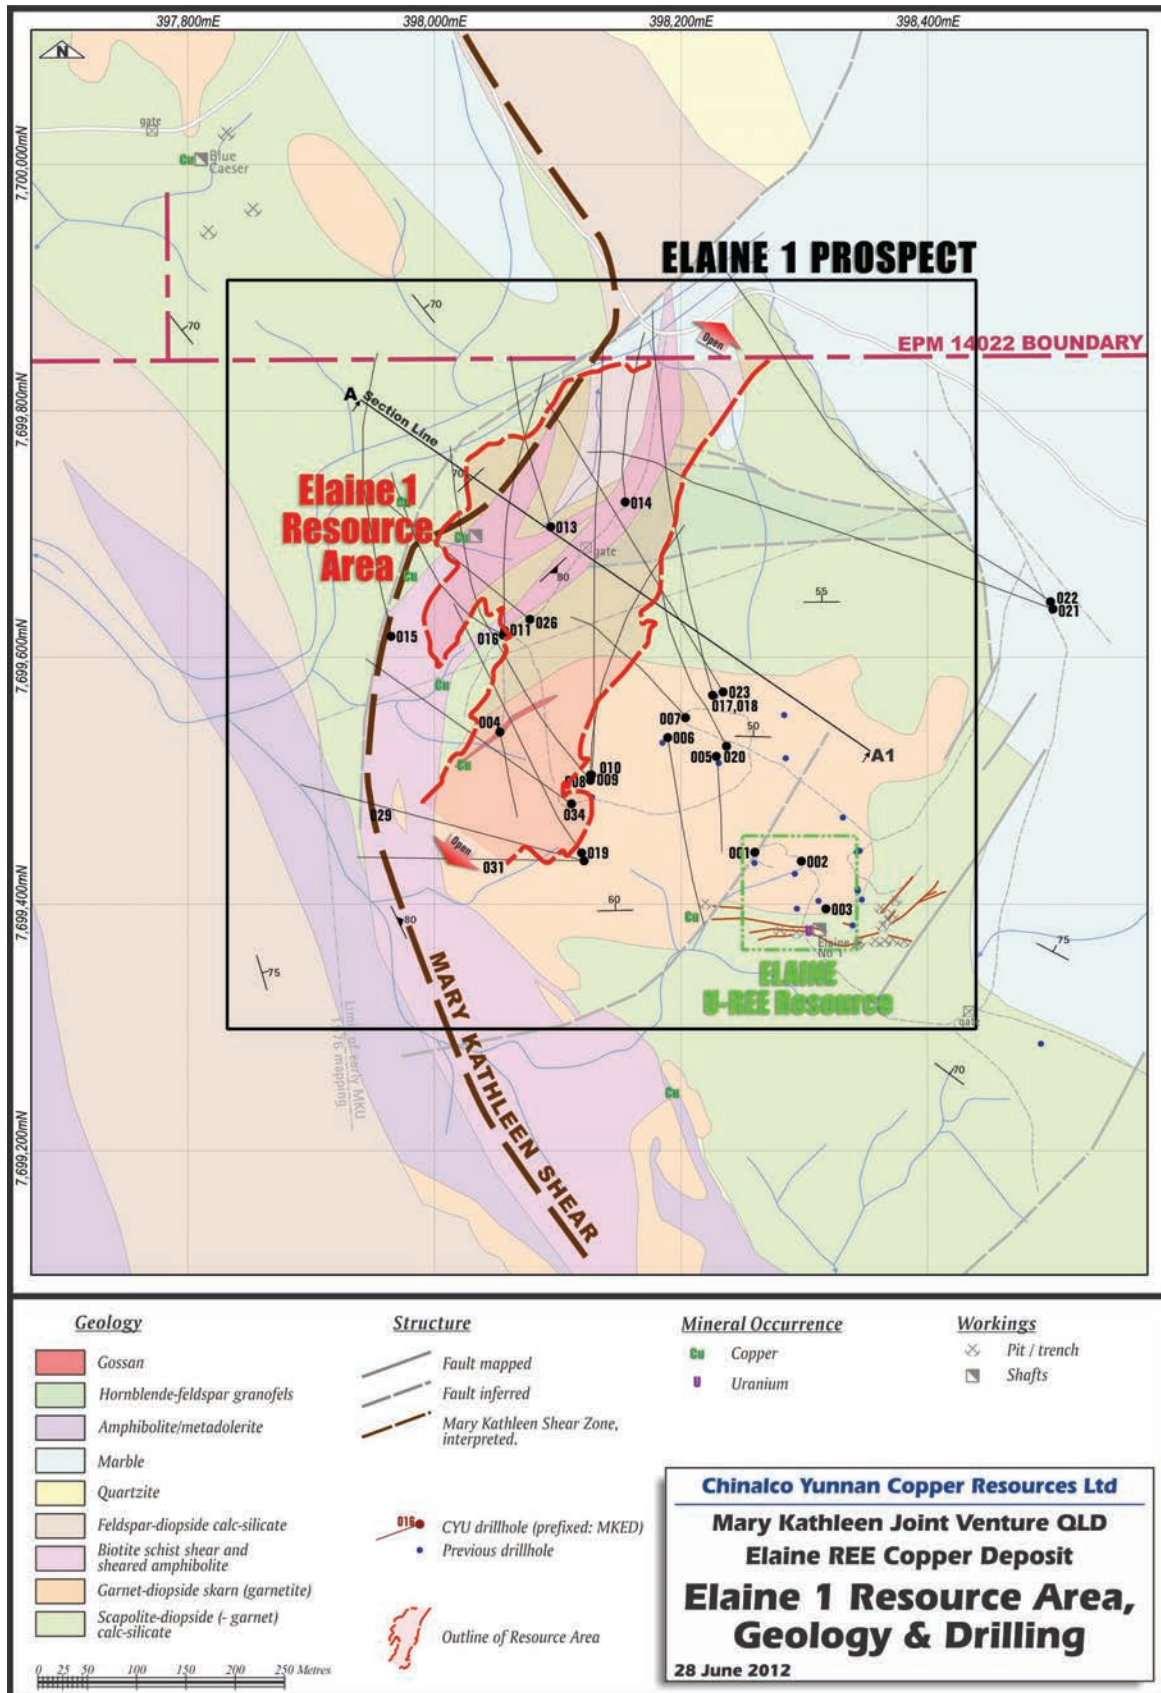 397,800mE 398,000mE 398,200mE 398,400mE
N
7,700,000mN
7,699,800mN
7,699,600mN
7,699,400mN
7,699,200mN
gate
Cu Blue
Caeser
70
70
ELAINE 1 PROSPECT
Open
EPM 14022 BOUNDARY
A Section Line
70
Elaine 1
Resource
Area
Cu
Cu
Cu
014
013
gate
80
55
022
021
026
011
016
015
Cu
023
017,018
004
007
006
50
005 020
A1
Cu
010
008 009
034
029
019
Open
031
001
002
003
60
Cu
U
Elaine
No 1
ELAINE
U-REE Resource
80
75
75
gate
MARY KATHLEEN SHEAR
Limit of early MKU
1976 mapping
70
Cu
Geology
Gossan
Hornblende-feldspar granofels
Amphibolite/metadolerite
Marble
Quartzite
Feldspar-diopside calc-silicate
Biotite schist shear and
sheared amphibolite
Garnet-diopside skarn (garnetite)
Scapolite-diopside (- garnet)
calc-silicate
0 25 50 100 150 200 250 Metres
Structure
Fault mapped
Fault inferred
Mary Kathleen Shear Zone,
interpreted.
016 CYU drillhole (prefixed: MKED)
Previous drillhole
Outline of Resource Area
Mineral Occurrence
Cu Copper
U Uranium
Workings
Pit / trench
Shafts
Chinalco Yunnan Copper Resources Ltd
Mary Kathleen Joint Venture QLD
Elaine REE Copper Deposit
Elaine 1 Resource Area,
Geology & Drilling
28 June 2012